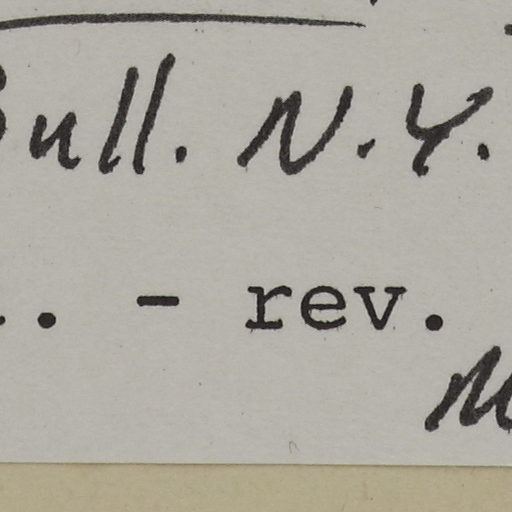 Bull. N.Y.
. - rev.
M